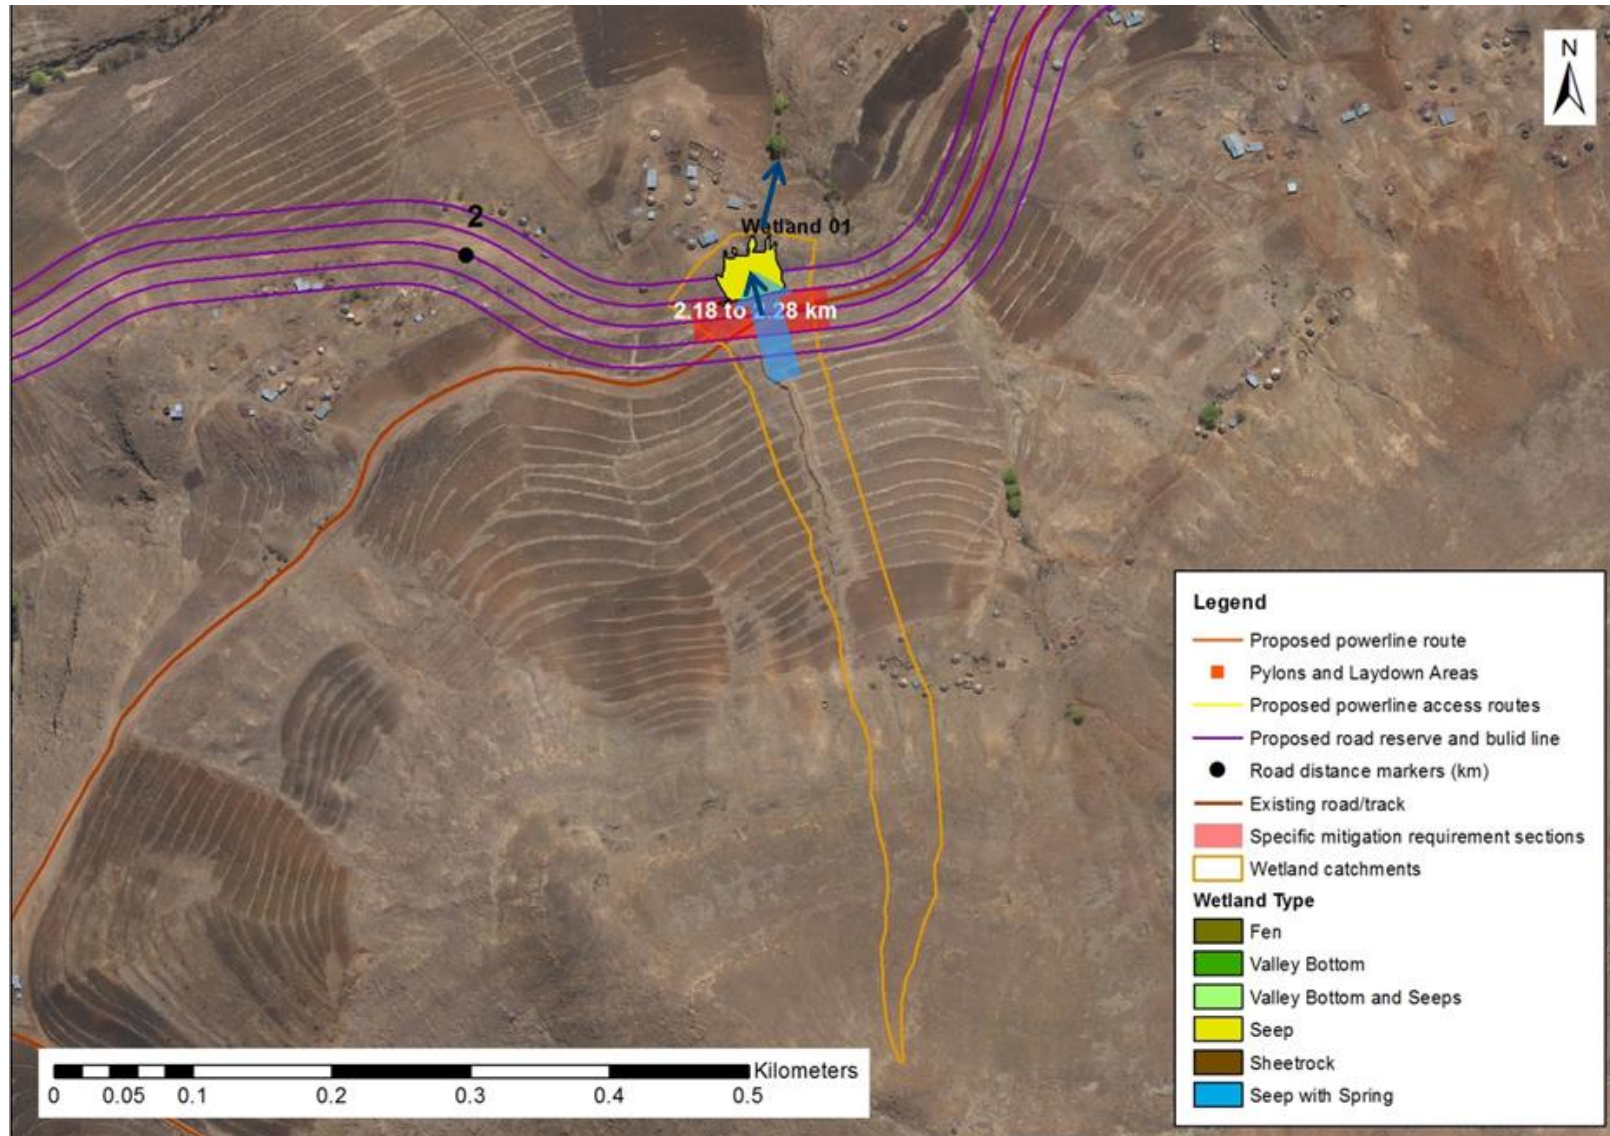 N
2
Wetland 01
2.18 to 2.28 km
Legend
Proposed powerline route
Pylons and Laydown Areas
Proposed powerline access routes
Proposed road reserve and bulid line
Road distance markers (km)
Existing road/track
Specific mitigation requirement sections
Wetland catchments
Wetland Type
Fen
Valley Bottom
Valley Bottom and Seeps
Seep
Sheetrock
Seep with Spring
Kilometers
0 0.05 0.1 0.2 0.3 0.4 0.5